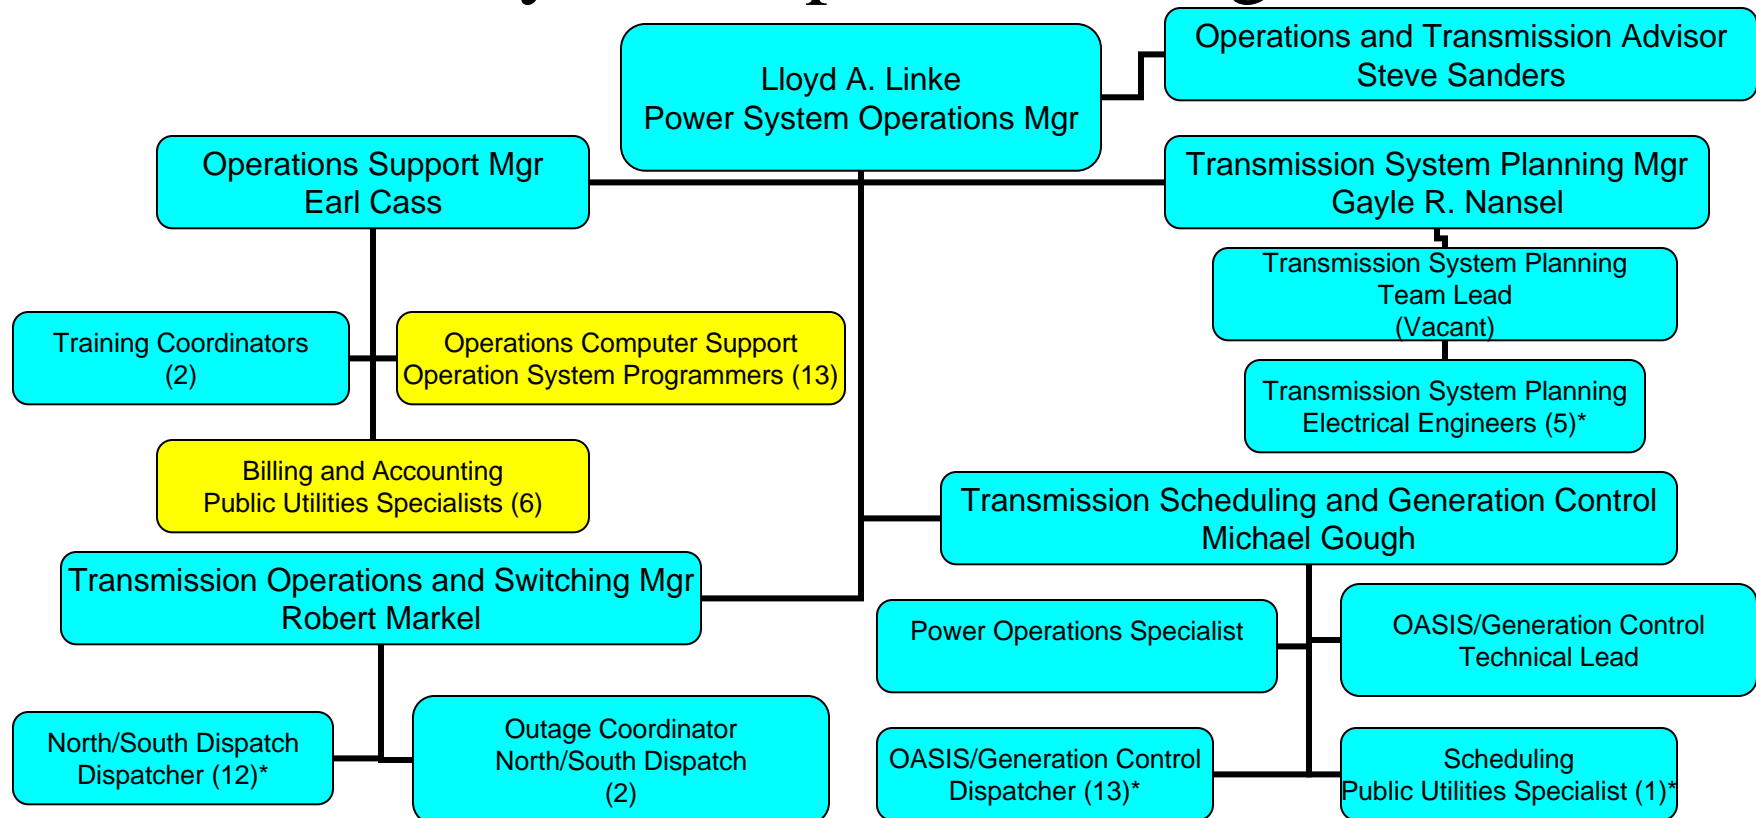 Lloyd A. Linke
Power System Operations Mgr
Operations and Transmission Advisor
Steve Sanders
Operations Support Mgr
Earl Cass
Transmission System Planning Mgr
Gayle R. Nansel
Transmission System Planning
Team Lead
(Vacant)
Training Coordinators
(2)
Operations Computer Support
Operation System Programmers (13)
Transmission System Planning
Electrical Engineers (5)*
Billing and Accounting
Public Utilities Specialists (6)
Transmission Scheduling and Generation Control
Michael Gough
Transmission Operations and Switching Mgr
Robert Markel
Power Operations Specialist
OASIS/Generation Control
Technical Lead
North/South Dispatch
Dispatcher (12)*
Outage Coordinator
North/South Dispatch
(2)
OASIS/Generation Control
Dispatcher (13)*
Scheduling
Public Utilities Specialist (1)*